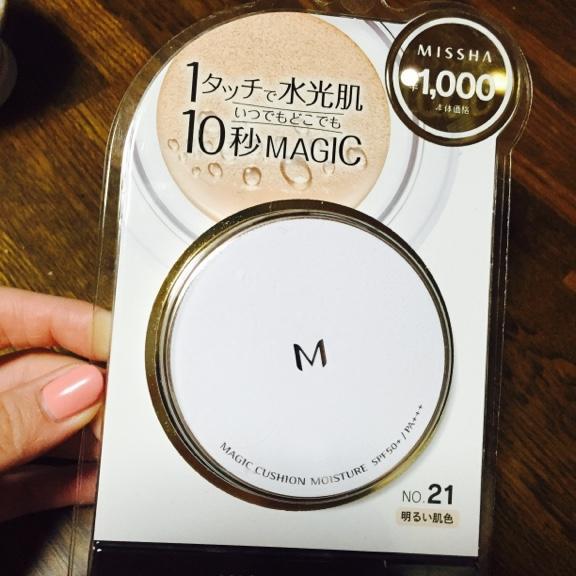 MISSHA
¥1,000
本体価格
1タッチで水光肌
いつでもどこでも
10秒MAGIC
M
MAGIC CUSHION MOISTURE SPF50+ / PA+++
NO.21
明るい肌色